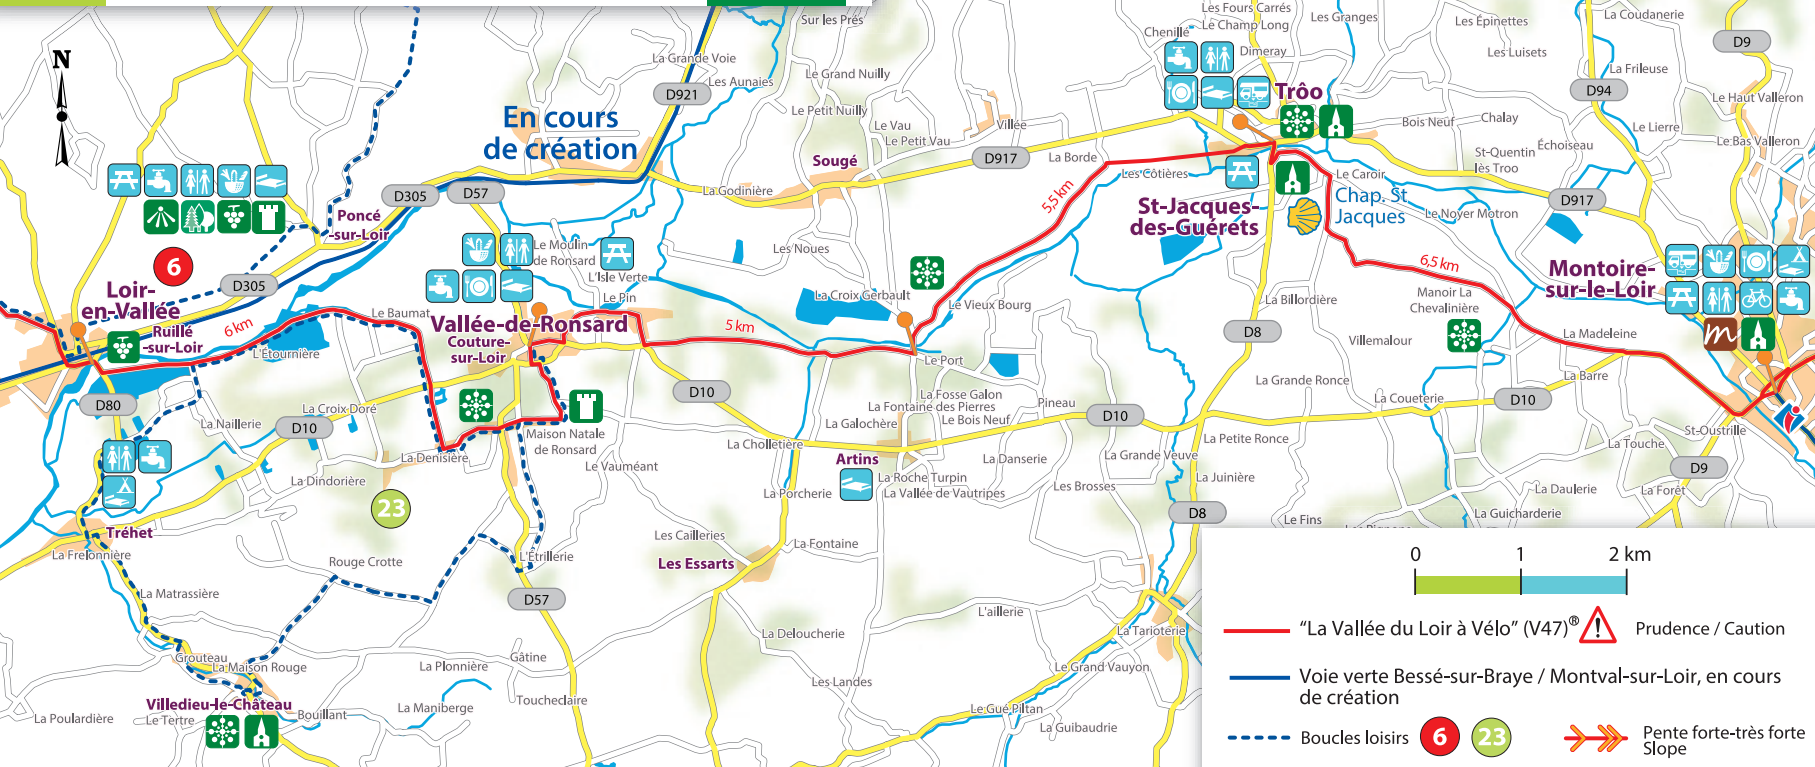 Sur les Prés
Les Fours Carrés
Le Champ Long
Les Granges
Les Épinettes
La Coudanerie
Chenillé
Dimeray
Les Luisets
D9
N
La Grande Voie
Les Aunaies
Le Grand Nuilly
La Frileuse
D921
Trôo
D94
Le Haut Valleron
En cours
de création
Le Petit Nuilly
Le Vau
Le Petit Vau
Villée
Bois Neuf
Chalay
Le Lierre
Le Bas Valleron
Échoiseau
St-Quentin
lès Troo
Sougé
D917
La Borde
Les Côtières
Le Caroir
D305
D57
La Godinière
5,5 km
Chap. St
Jacques
D917
St-Jacques-
des-Guérets
Le Noyer Motron
Poncé
-sur-Loir
Le Moulin
de Ronsard
Les Noues
6
L'Isle Verte
6,5 km
Montoire-
sur-le-Loir
Loir-
en-Vallée
D305
Le Pin
La Croix Gerbault
Le Vieux Bourg
La Billordière
Manoir La
Chevalinière
Ruillé
-sur-Loir
6 km
Le Baumat
Vallée-de-Ronsard
Couture-
sur-Loir
5 km
D8
Villemalour
La Madeleine
L'Étournière
Le Port
m
D80
La Croix Doré
D10
La Fosse Galon
La Fontaine des Pierres
Le Bois Neuf
Pineau
La Grande Ronce
La Barre
La Naillerie
D10
La Galochère
D10
La Coueterie
D10
Maison Natale
de Ronsard
La Cholletière
La Petite Ronce
La Touche
St-Oustrille
La Denisière
Le Vauméant
Artins
La Danserie
La Grande Veuve
D9
La Dindorière
La Porcherie
La Roche Turpin
La Vallée de Vautripes
Les Brosses
La Juinière
La Daulerie
La Forêt
23
D8
Le Fins
La Guicharderie
Tréhet
La Frelonnière
Rouge Crotte
L'Étrillerie
Les Cailleries
La Fontaine
Les Essarts
La Matrassière
D57
L'aillerie
La Deloucherie
La Tarioterie
Grouteau
La Maison Rouge
Gâtine
La Plonnière
Le Grand Vauyon
Villedieu-le-Château
Le Tertre
Bouillant
La Poulardière
La Maniberge
Toucheclaire
Les Landes
Le Gué Piltan
La Guibaudrie
0 1 2 km
"La Vallée du Loir à Vélo" (V47)® ! Prudence / Caution
Voie verte Bessé-sur-Braye / Montval-sur-Loir, en cours
de création
Boucles loisirs 6 23 Pente forte-très forte
Slope